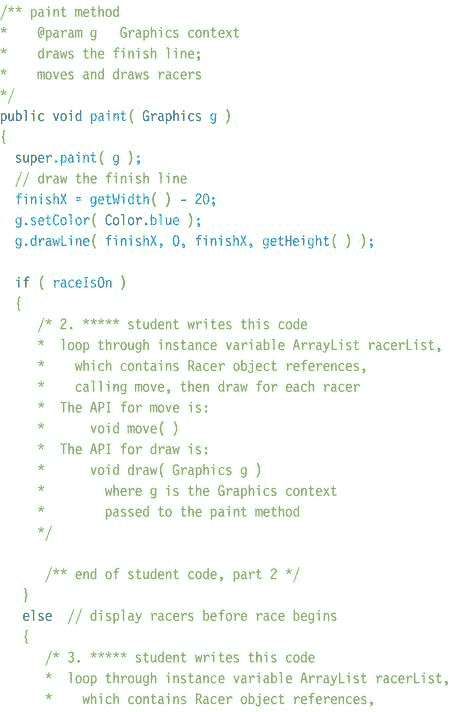 /** paint method
*    @param g   Graphics context
*    draws the finish line;
*    moves and draws racers
*/
public void paint( Graphics g )
{
  super.paint( g );
  // draw the finish line
  finishX = getWidth( ) - 20;
  g.setColor( Color.blue );
  g.drawLine( finishX, 0, finishX, getHeight( ) );

  if ( raceIsOn )
  {
     /* 2. ***** student writes this code
     *  loop through instance variable ArrayList racerList,
     *    which contains Racer object references,
     *    calling move, then draw for each racer
     *  The API for move is:
     *      void move( )
     *  The API for draw is:
     *      void draw( Graphics g )
     *        where g is the Graphics context
     *        passed to the paint method
     */

      /** end of student code, part 2 */
   }
   else  // display racers before race begins
   {
      /* 3. ***** student writes this code
      *  loop through instance variable ArrayList racerList,
      *    which contains Racer object references,